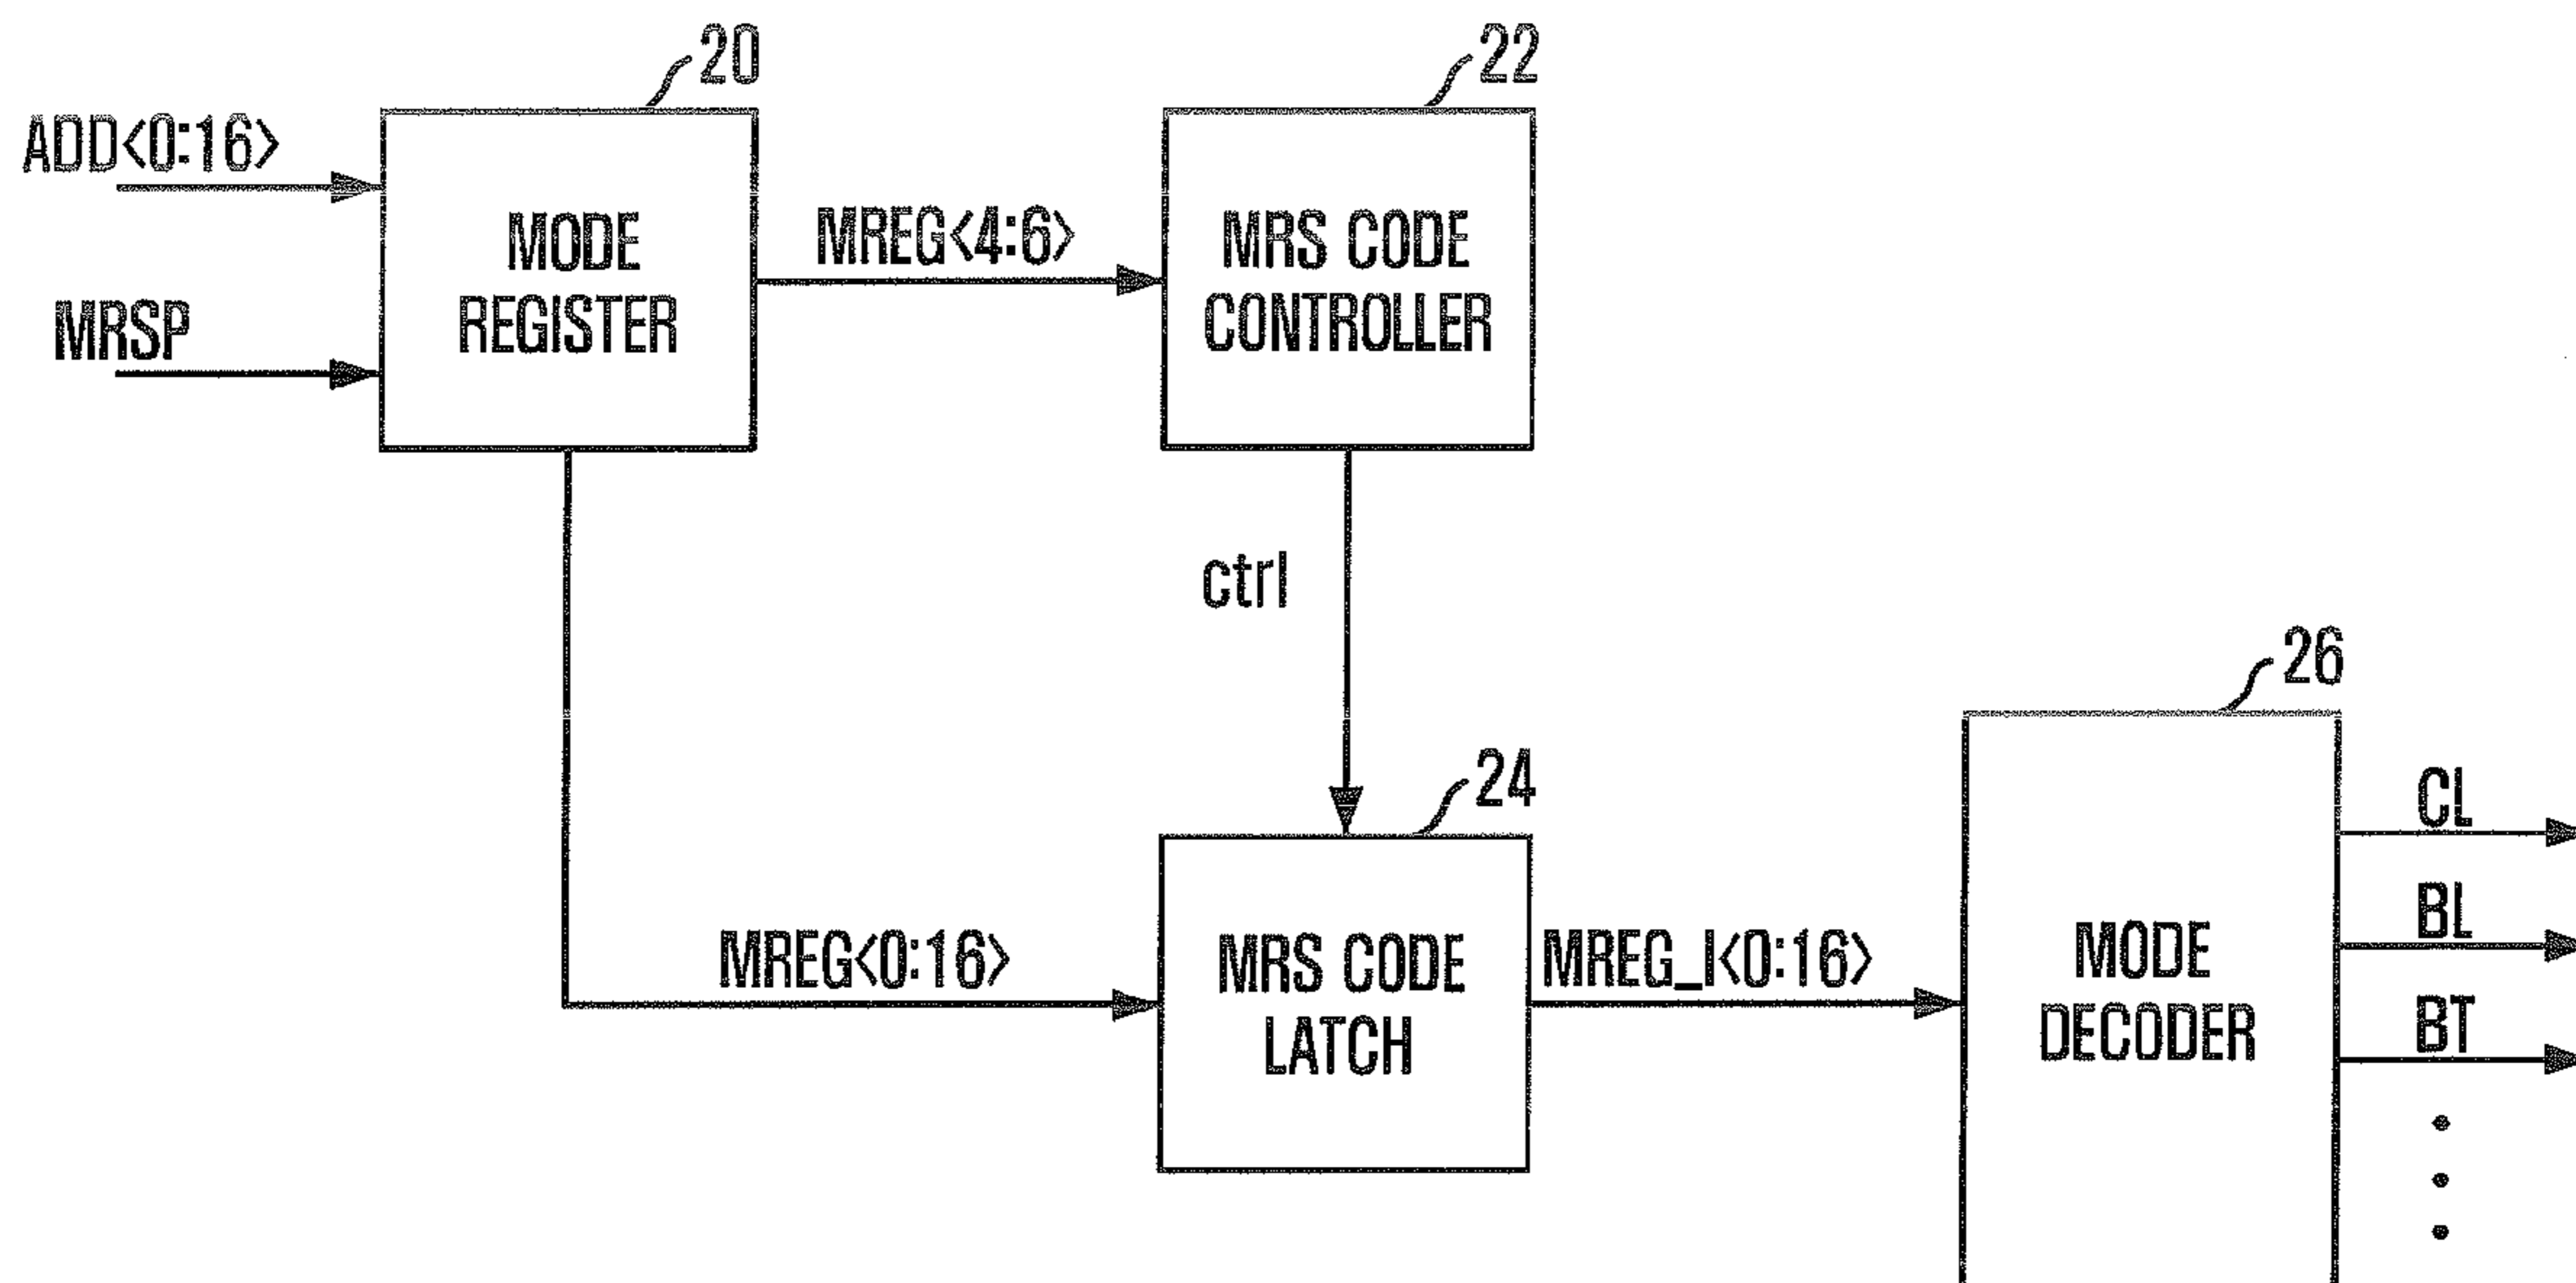 20
22
ADD<0:16>
MODE
REGISTER
MREG<4:6>
MRS CODE
CONTROLLER
MRSP
ctrl
26
24
CL
BL
BT
MREG<0:16>
MRS CODE
LATCH
MREG_I<0:16>
MODE
DECODER